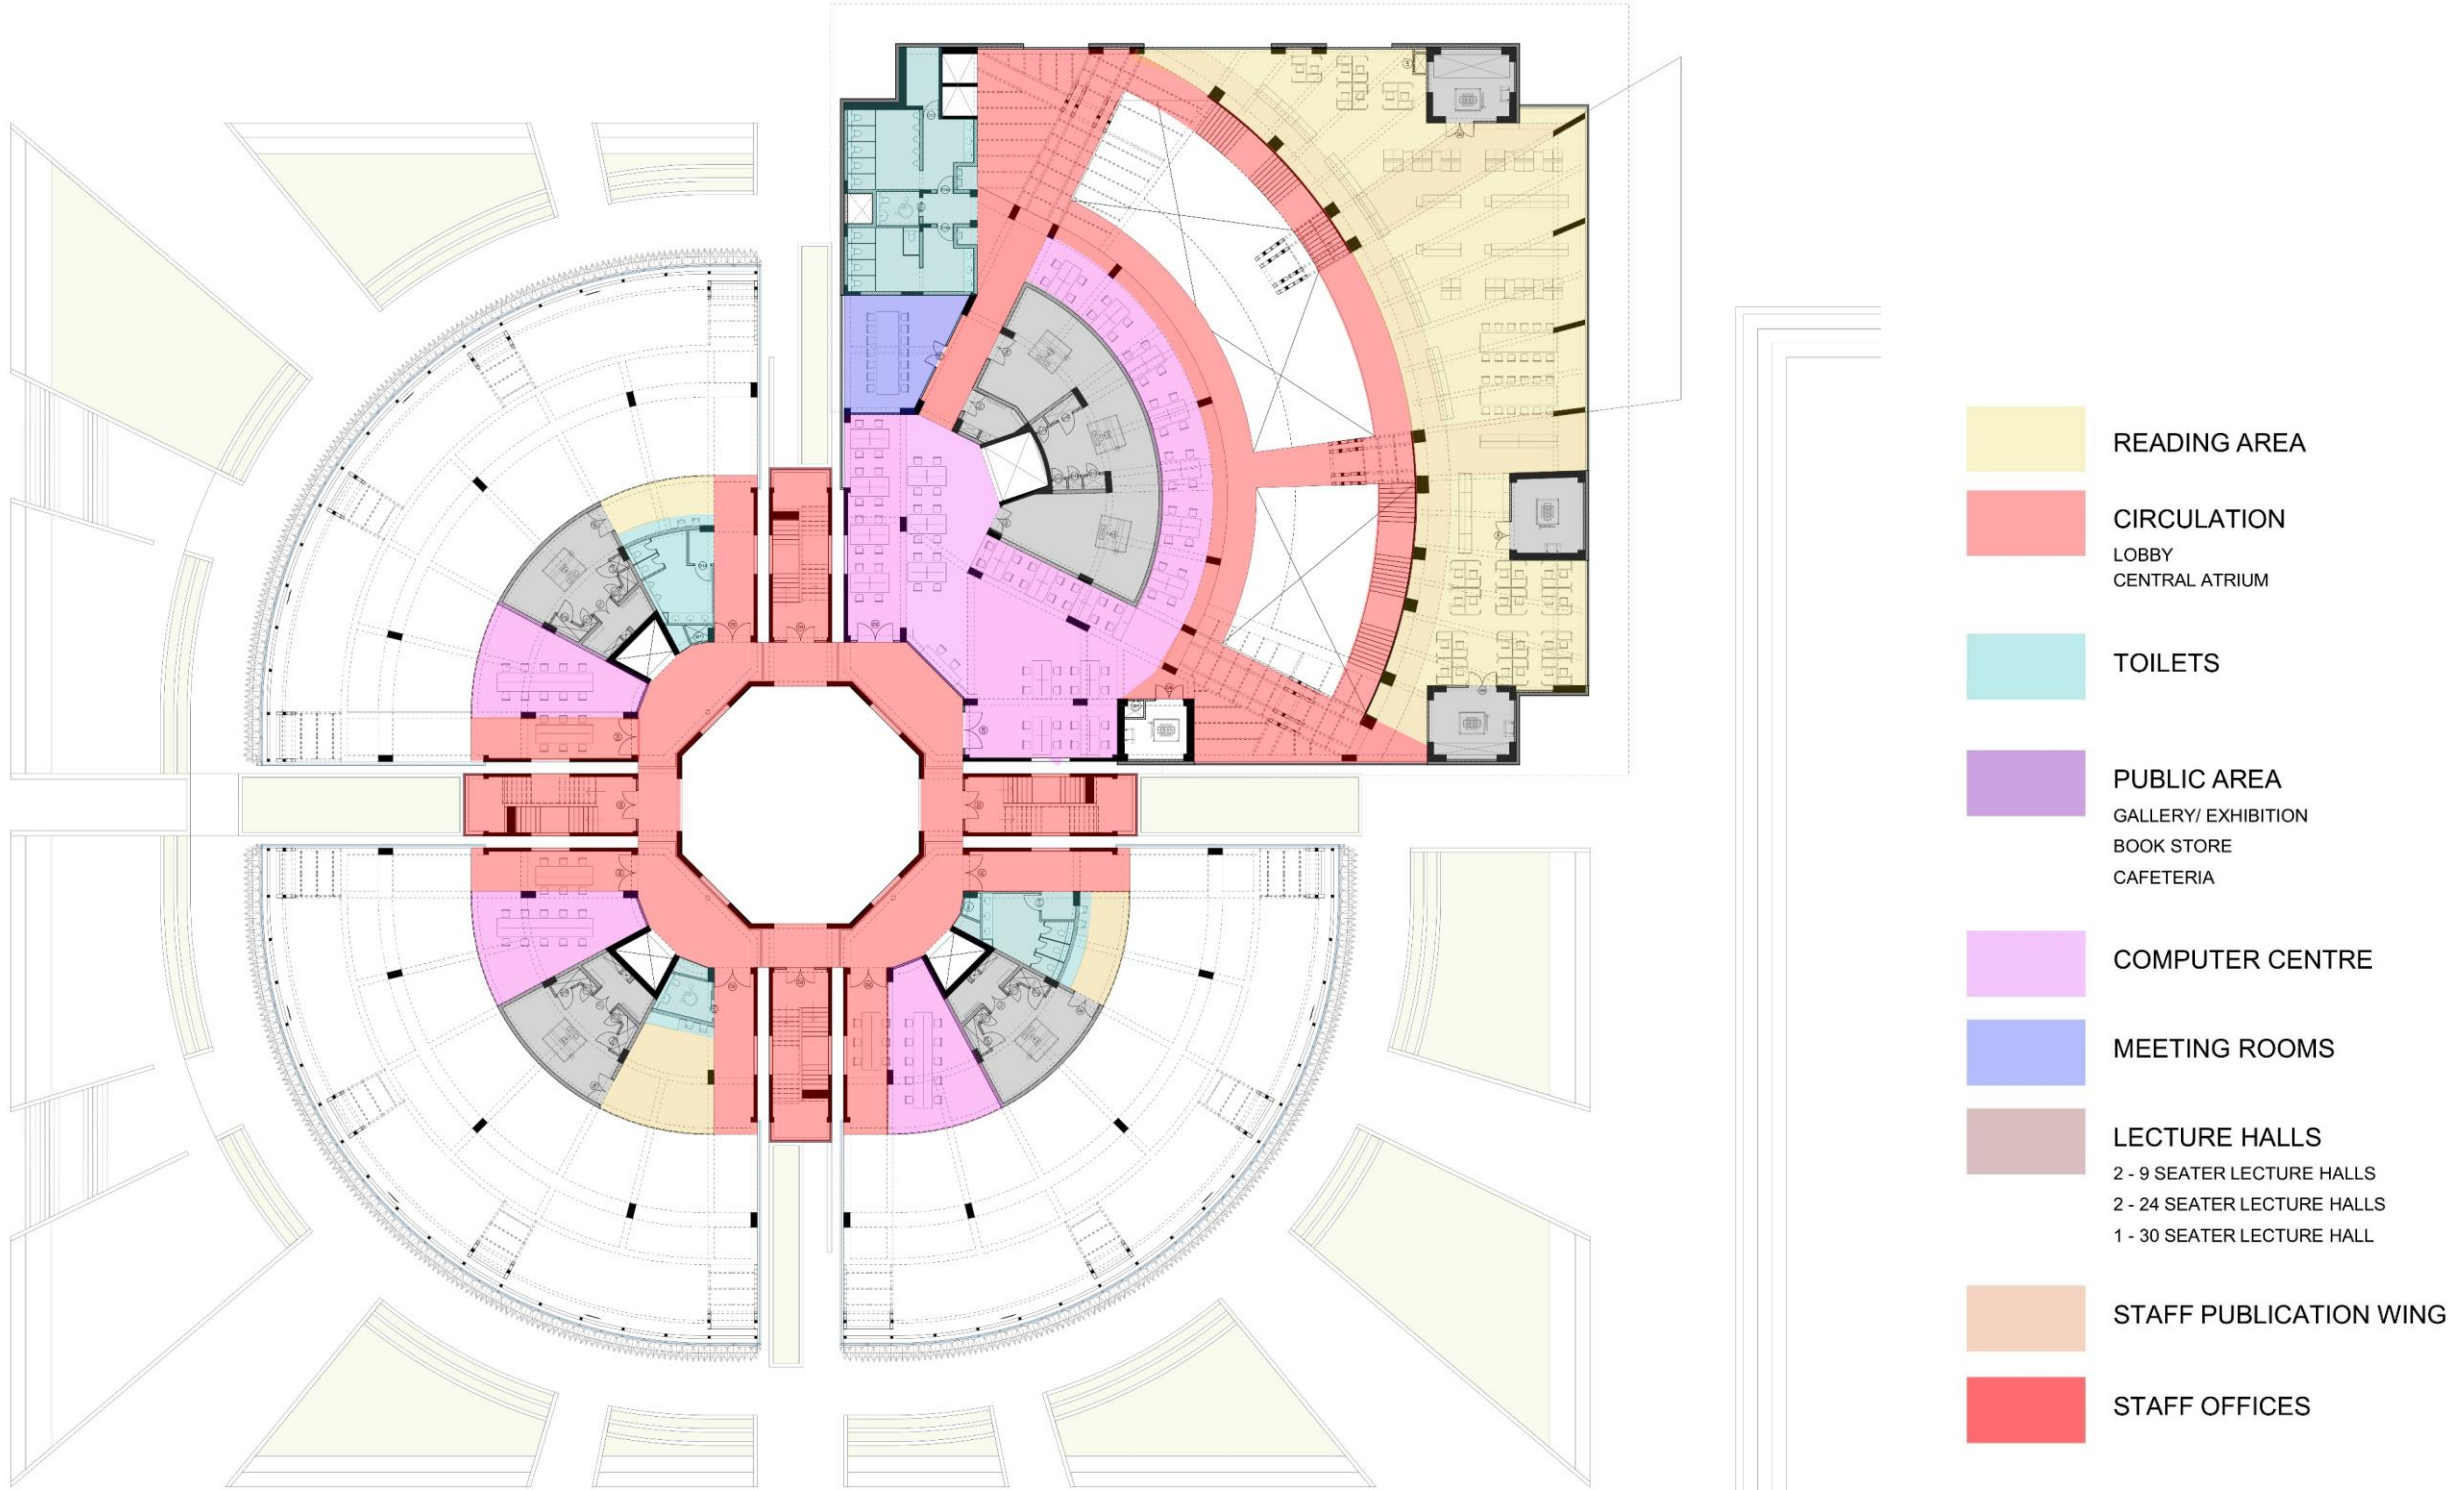 READING AREA
CIRCULATION
LOBBY
CENTRAL ATRIUM
TOILETS
PUBLIC AREA
GALLERY/ EXHIBITION
BOOK STORE
CAFETERIA
COMPUTER CENTRE
MEETING ROOMS
LECTURE HALLS
2 - 9 SEATER LECTURE HALLS
2 - 24 SEATER LECTURE HALLS
1 - 30 SEATER LECTURE HALL
STAFF PUBLICATION WING
STAFF OFFICES